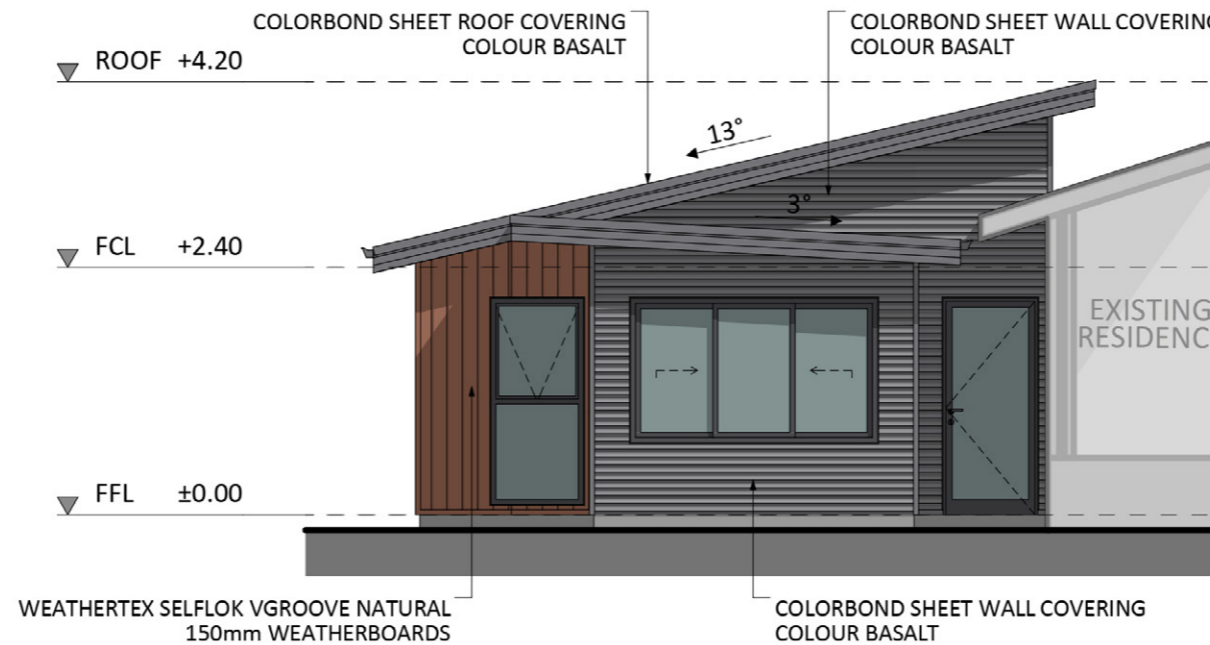 COLORBOND SHEET ROOF COVERING
COLOUR BASALT
COLORBOND SHEET WALL COVERING
COLOUR BASALT
ROOF +4.20
13°
3°
FCL +2.40
EXISTING
RESIDENC
FFL ±0.00
WEATHERTEX SELFLOK VGROOVE NATURAL
150mm WEATHERBOARDS
COLORBOND SHEET WALL COVERING
COLOUR BASALT